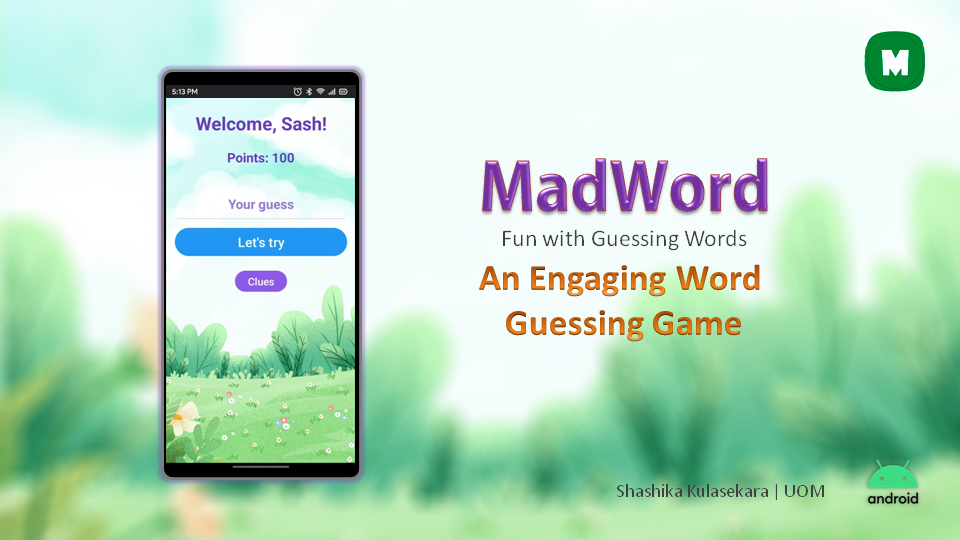 5:13 PM
Welcome, Sash!
Points: 100
Your guess
Let's try
Clues
M
MadWord
Fun with Guessing Words
An Engaging Word
Guessing Game
Shashika Kulasekara | UOM
android